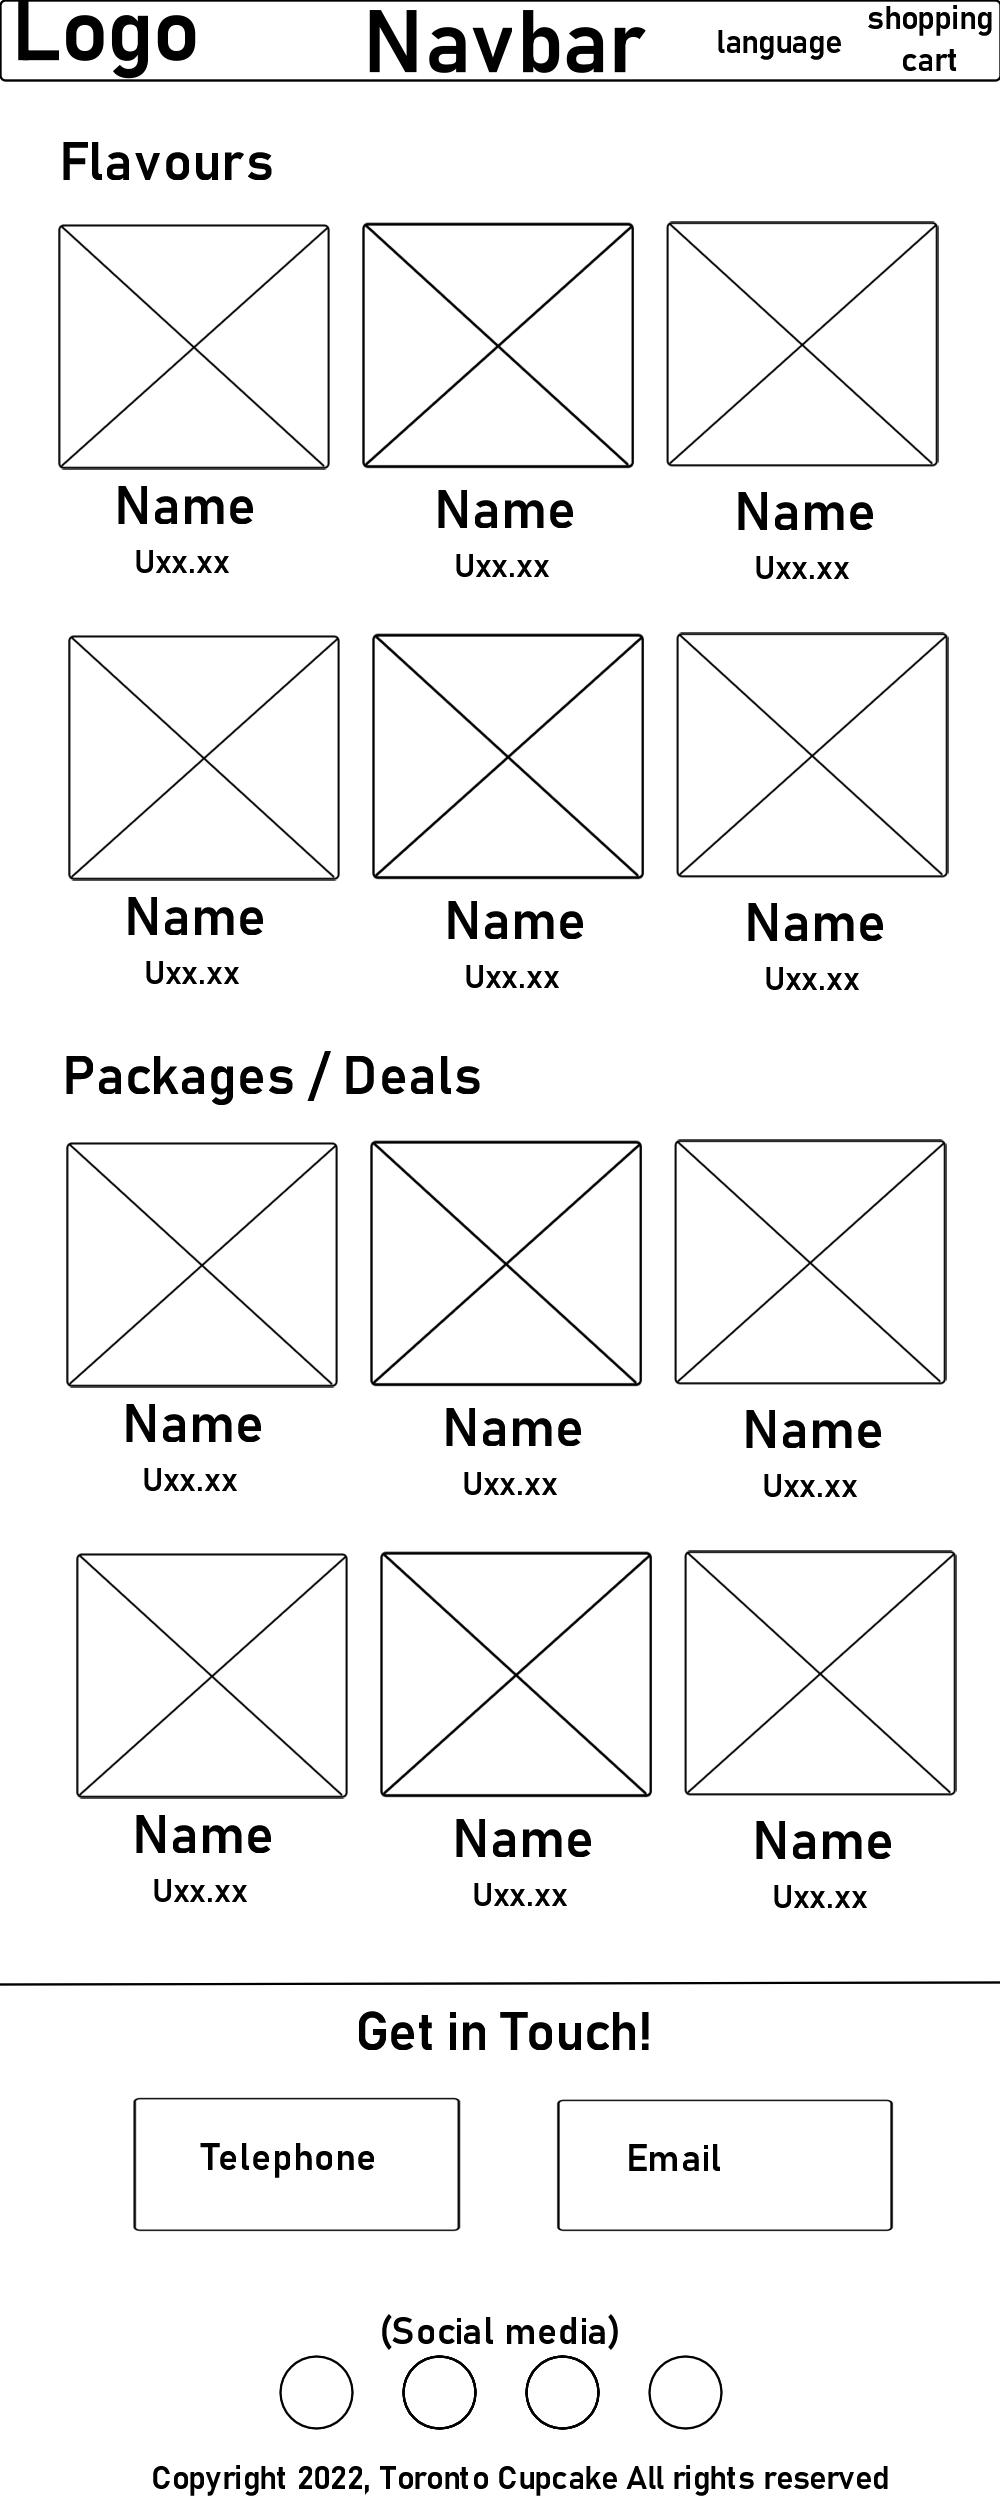 Logo
Navbar
language
shopping
cart
Flavours
Name
Name
Name
Uxx.xx
Uxx.xx
Uxx.xx
Name
Name
Name
Uxx.xx
Uxx.xx
Uxx.xx
Packages / Deals
Name
Name
Name
Uxx.xx
Uxx.xx
Uxx.xx
Name
Name
Name
Uxx.xx
Uxx.xx
Uxx.xx
Get in Touch!
Telephone
Email
(Social media)
Copyright 2022, Toronto Cupcake All rights reserved